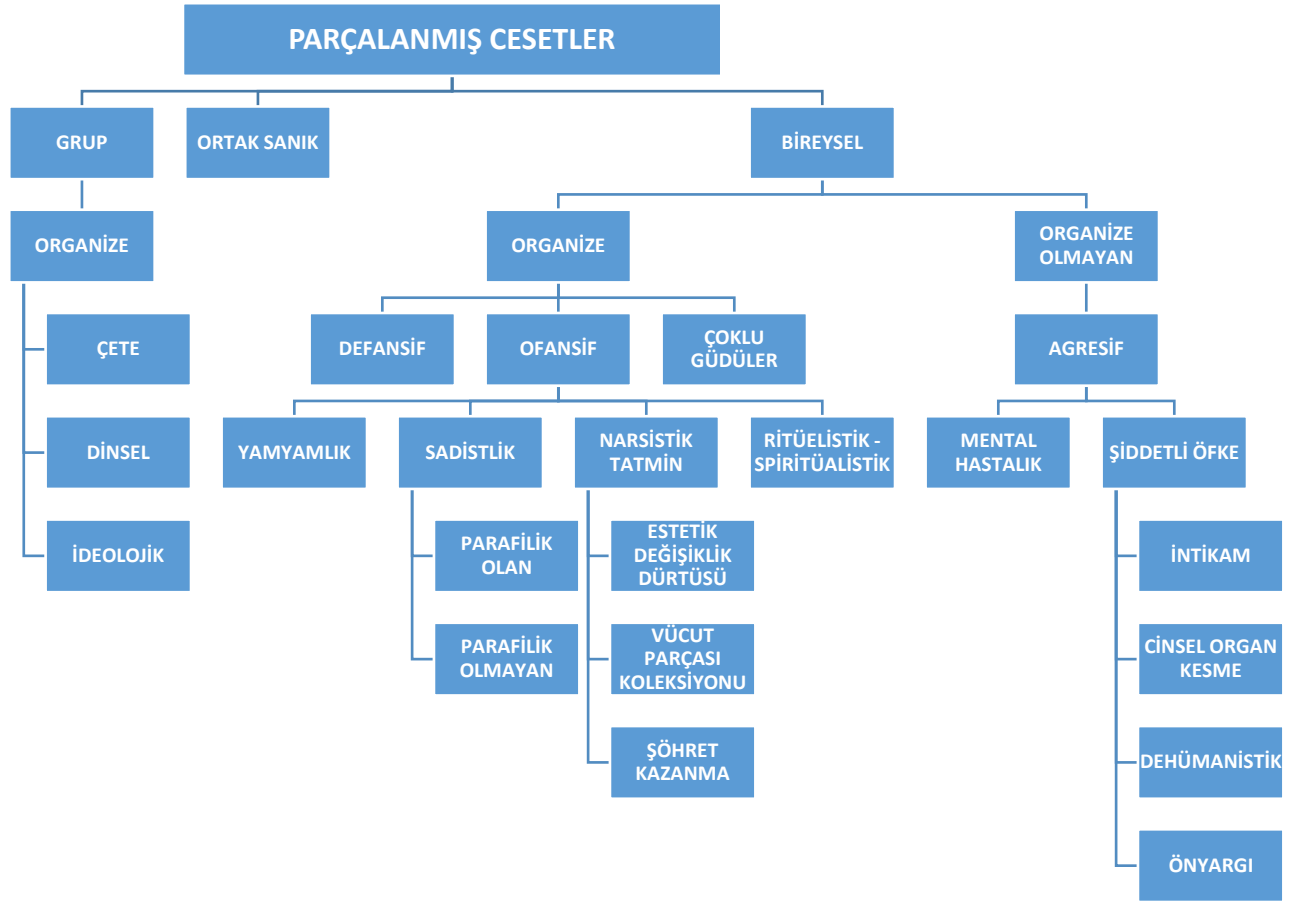 PARÇALANMIŞ CESETLER
GRUP
ORTAK SANIK
BİREYSEL
ORGANİZE
ORGANİZE
ORGANİZE
OLMAYAN
ÇETE
DEFANSİF
OFANSİF
ÇOKLU
GÜDÜLER
AGRESİF
DİNSEL
YAMYAMLIK
SADİSTLİK
NARSİSTİK
TATMİN
RİTÜELİSTİK -
SPİRİTÜALİSTİK
MENTAL
HASTALIK
ŞİDDETLİ ÖFKE
İDEOLOJİK
PARAFİLİK
OLAN
ESTETİK
DEĞİŞİKLİK
DÜRTÜSÜ
İNTİKAM
PARAFİLİK
OLMAYAN
VÜCUT
PARÇASI
KOLEKSİYONU
CİNSEL ORGAN
KESME
ŞÖHRET
KAZANMA
DEHÜMANİSTİK
ÖNYARGI